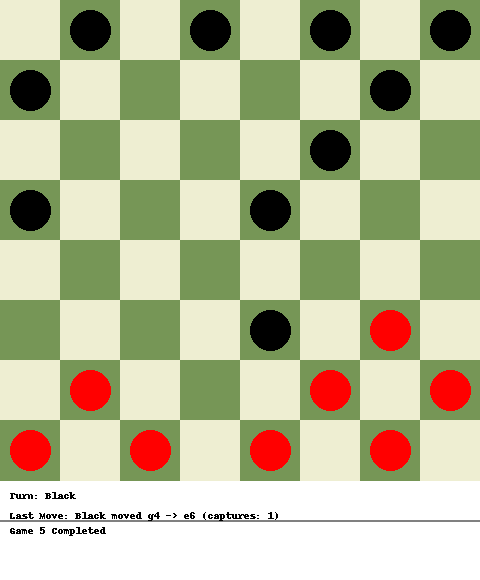 Turn: Black
Last Move: Black moved g4 -> e6 (captures: 1)
Game 5 Completed